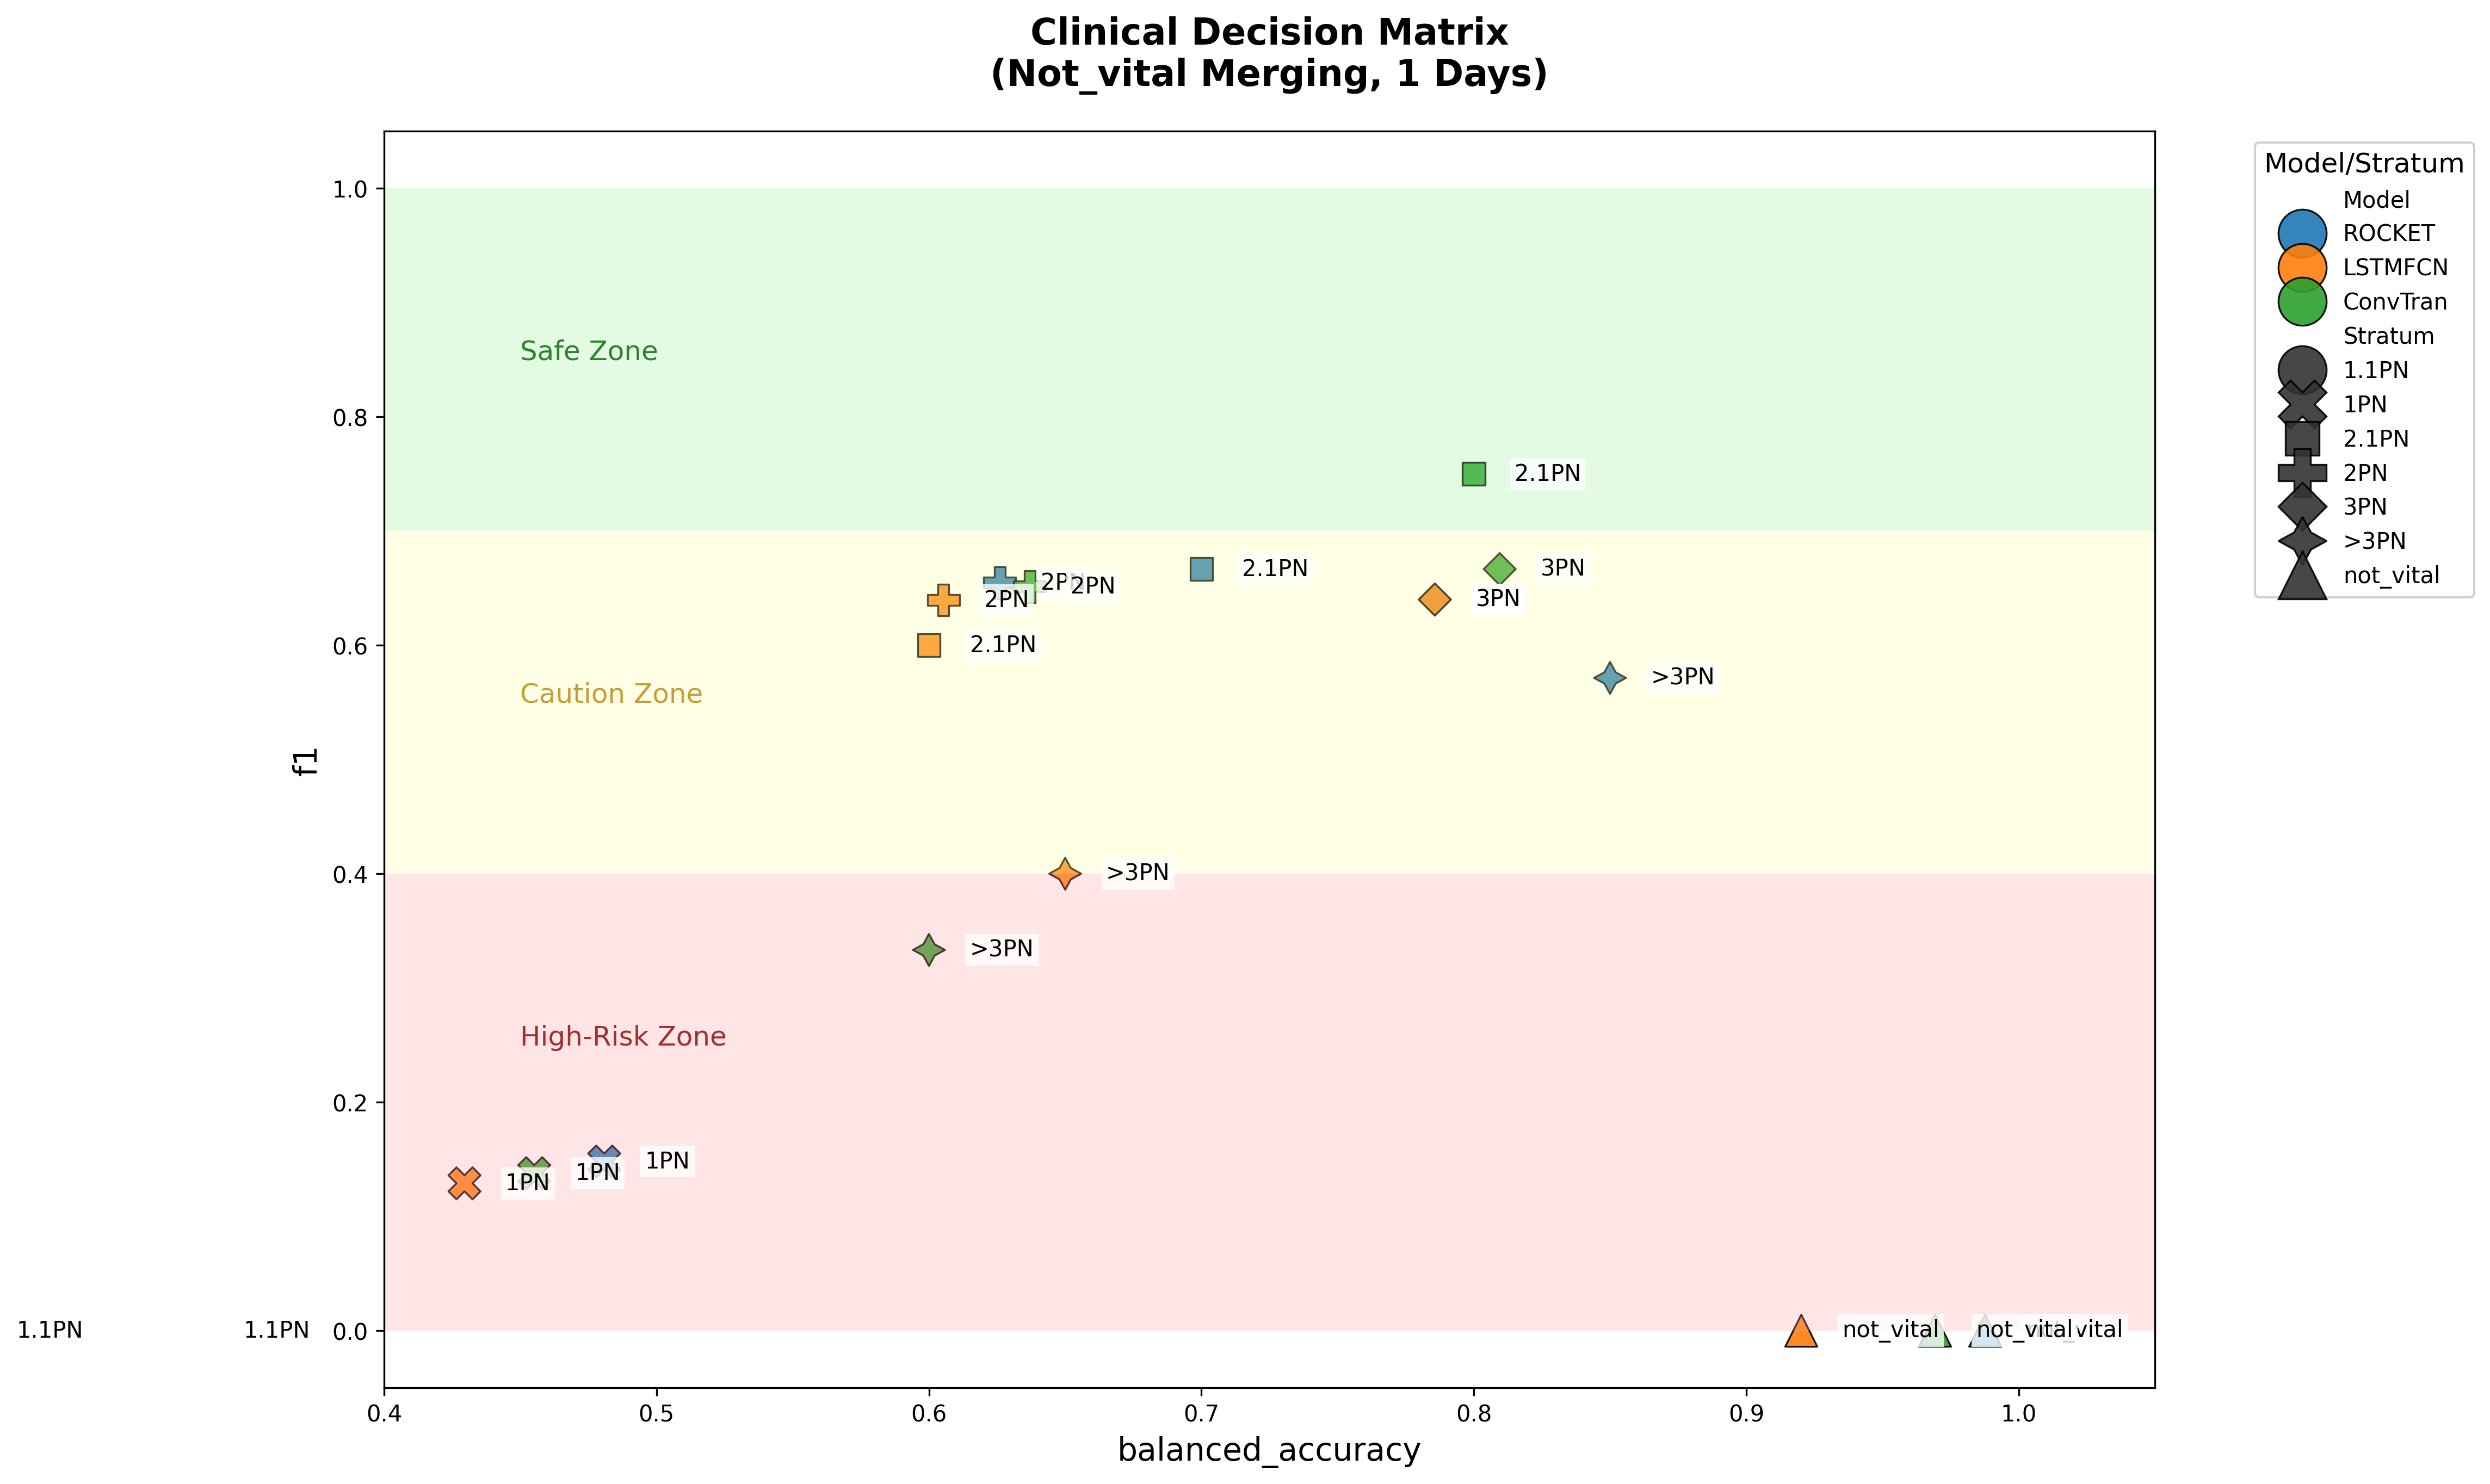 Clinical Decision Matrix
(Not_vital Merging, 1 Days)
Model/Stratum
Model
ROCKET
LSTMFCN
ConvTran
Stratum
1.1PN
1PN
2.1PN
2PN
3PN
>3PN
not_vital
f1
1.0
0.8
0.6
0.4
0.2
0.0
Safe Zone
2.1PN
2.1PN
3PN
2PN
2PN
2PN
3PN
2.1PN
Caution Zone
>3PN
>3PN
>3PN
High-Risk Zone
1PN
1PN
1PN
1.1PN
1.1PN
not_vital
not_vital
vital
0.4
0.5
0.6
0.7
0.8
0.9
1.0
balanced_accuracy